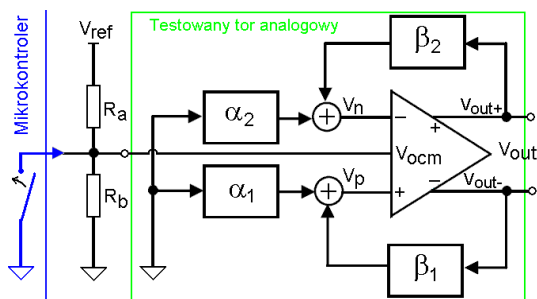 Mikrokontroler
Vref
Ra
Rb
Testowany tor analogowy
β2
α2
Vn
−
+
Vout+
Vocm
Vout
α1
Vp
+
−
Vout-
β1